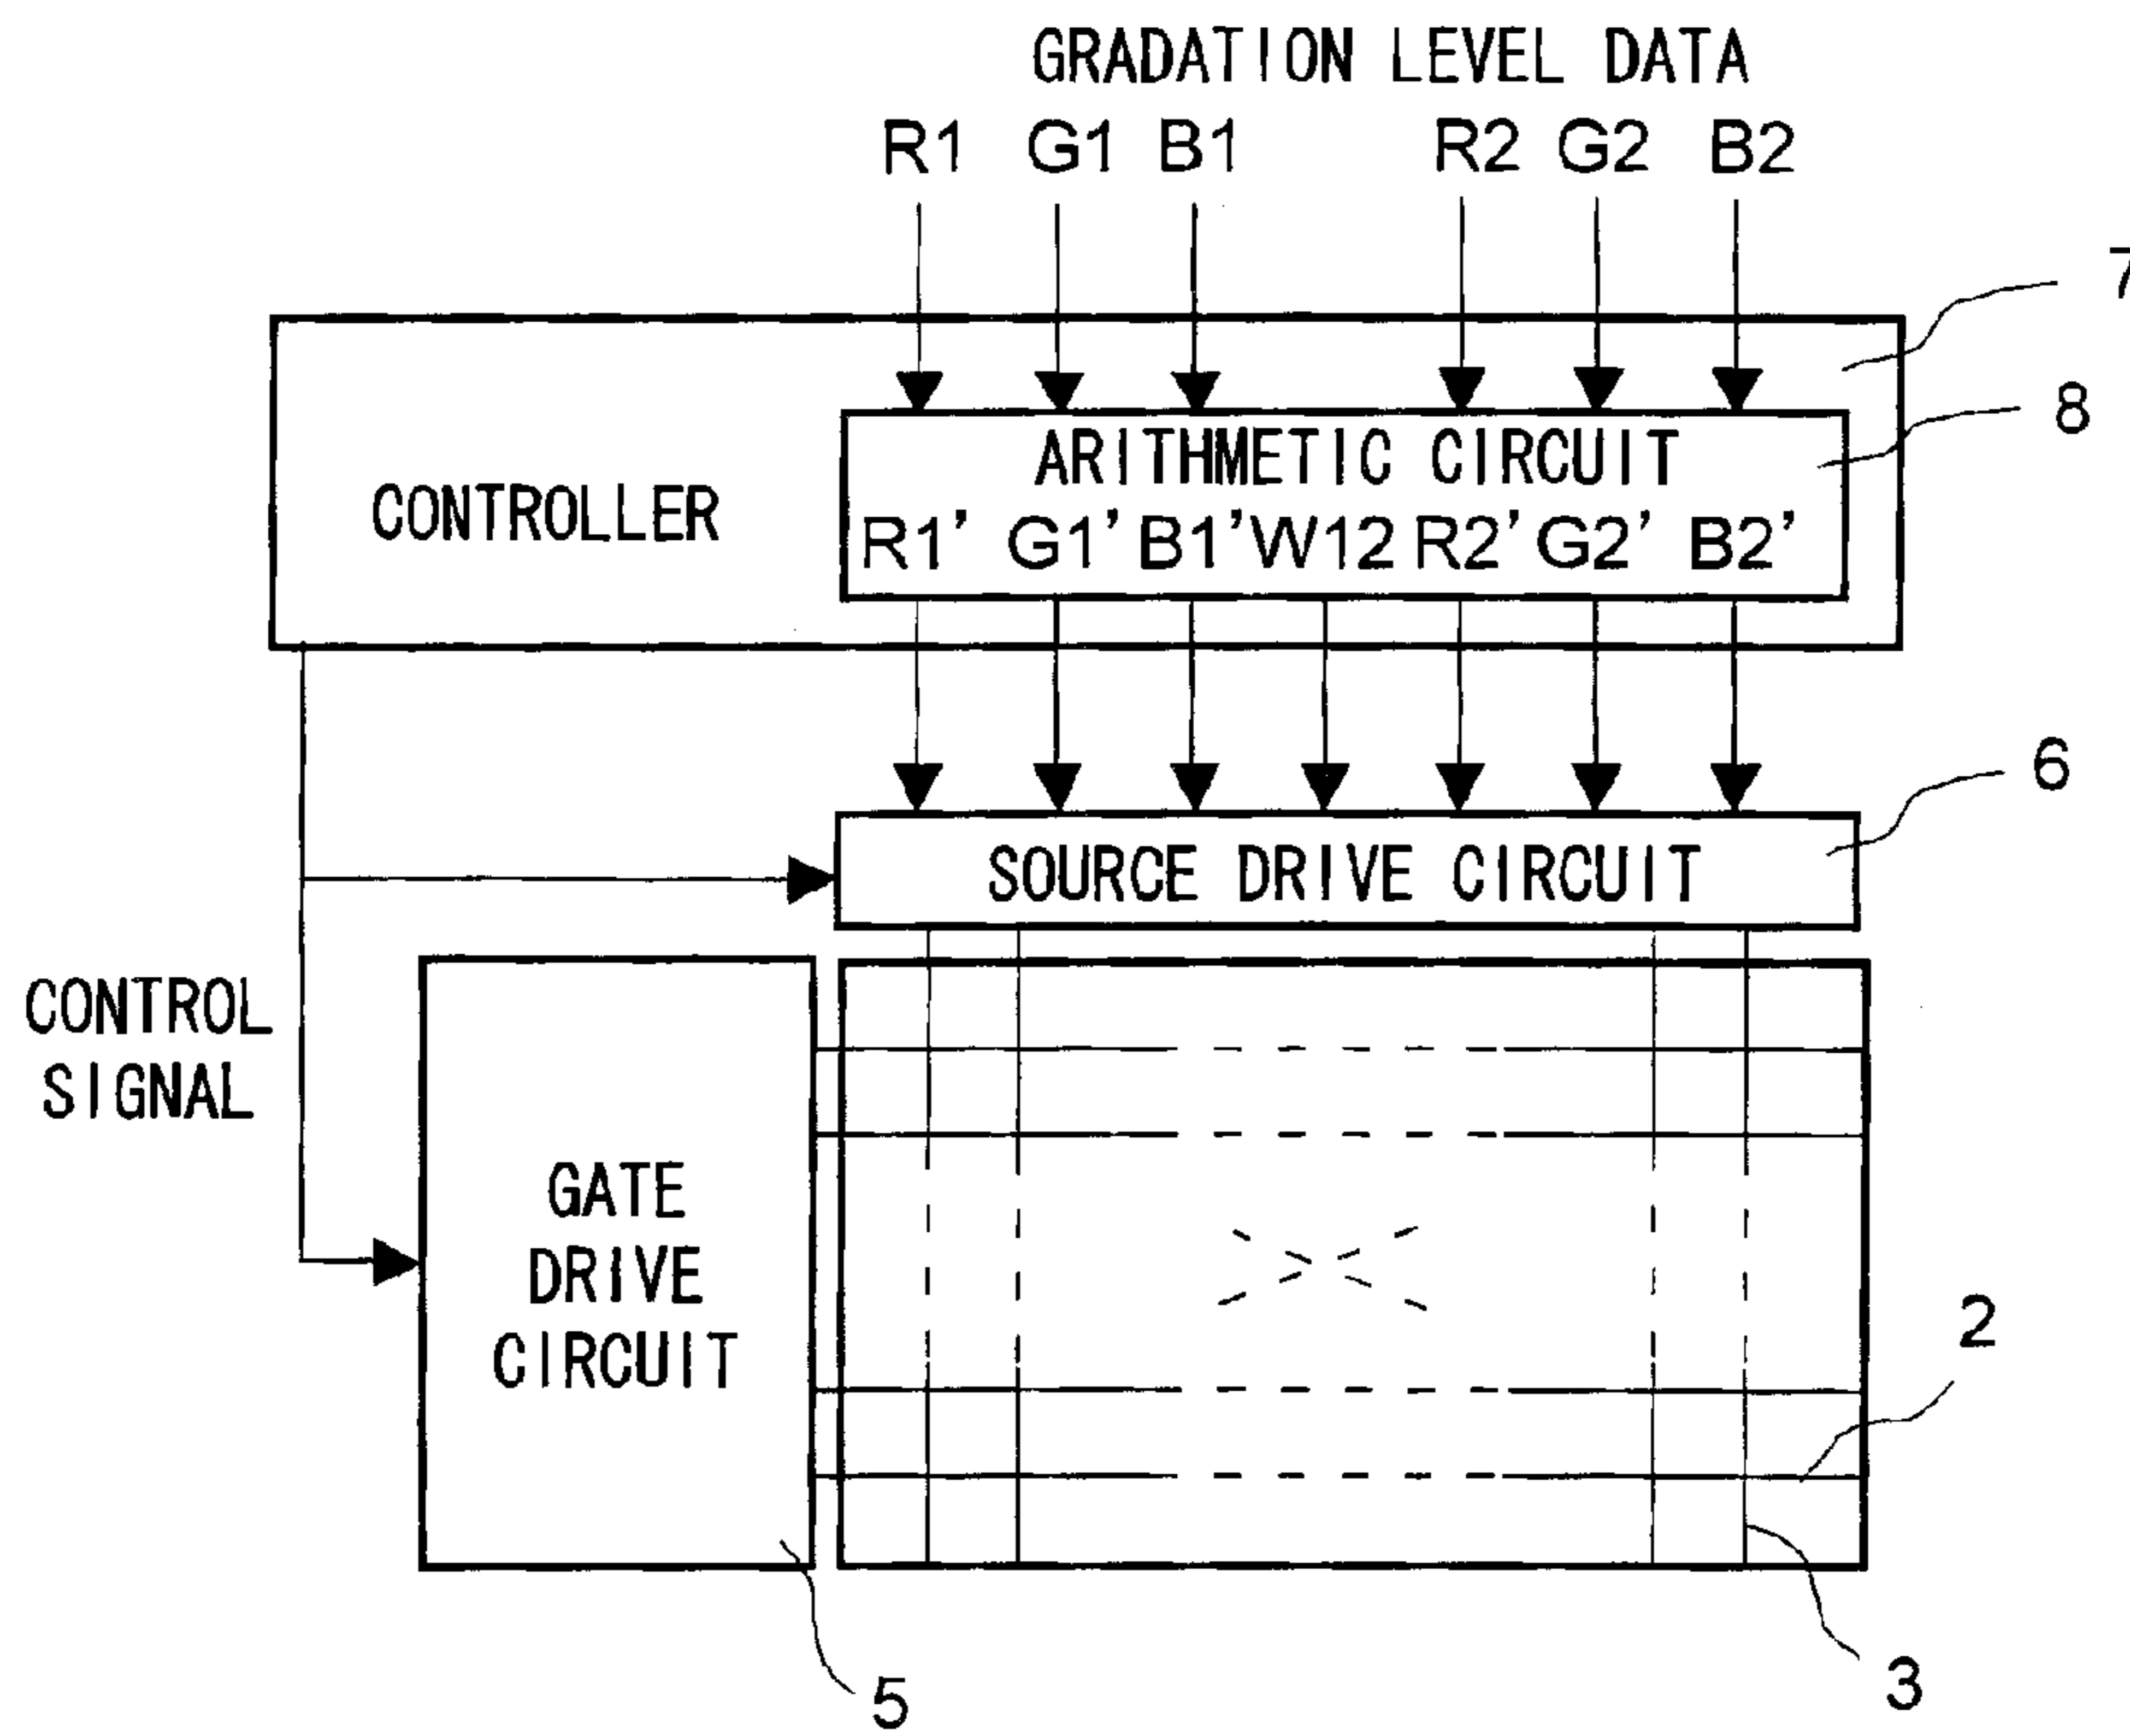 GRADATION LEVEL DATA
R1 G1 B1 R2 G2 B2
7
8
ARITHMETIC CIRCUIT
CONTROLLER
R1' G1' B1' W12 R2' G2' B2'
6
SOURCE DRIVE CIRCUIT
CONTROL
SIGNAL
GATE
DRIVE
CIRCUIT
2
3
5